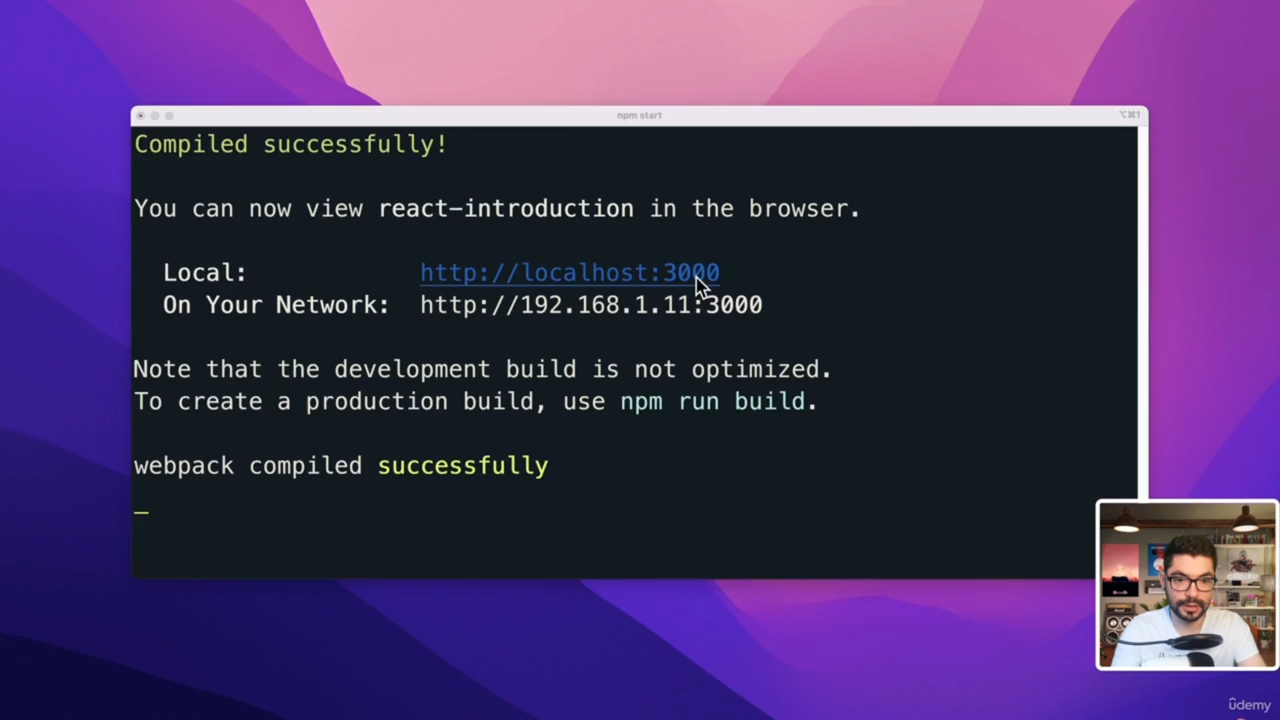 npm start
⌥⌘1
Compiled successfully!
You can now view react-introduction in the browser.
Local: http://localhost:3000
On Your Network: http://192.168.1.11:3000
Note that the development build is not optimized.
To create a production build, use npm run build.
webpack compiled successfully
ûdemy